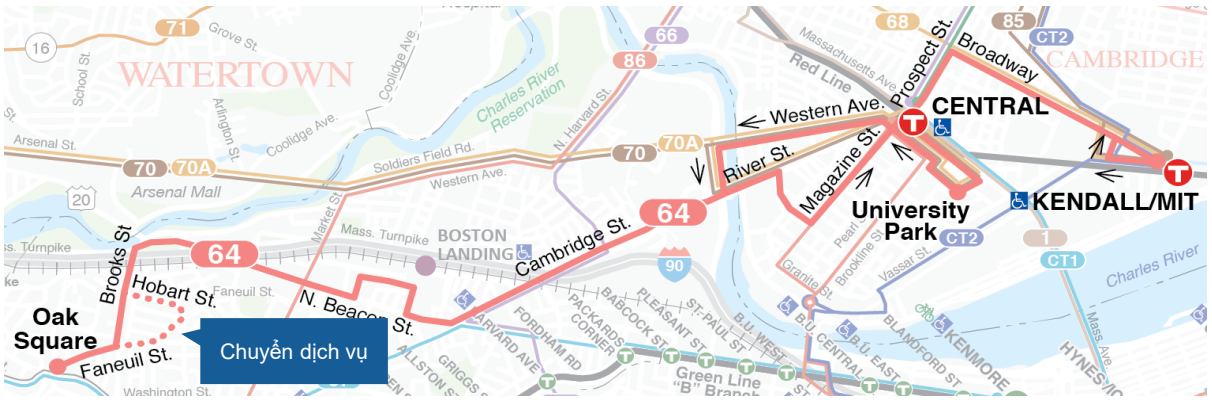 71
16
Grove St.
School St.
WATERTOWN
Arlington St.
Coolidge Ave.
Coolidge Ave.
Hospital
Charles River
Reservation
66
86
N. Harvard St.
68
85
CT2
Massachusetts Ave.
Red Line
Prospect St.
Broadway
CAMBRIDGE
CENTRAL
T
Western Ave.
Arsenal St.
70
70A
Soldiers Field Rd.
70
70A
River St.
Magazine St.
T
KENDALL/MIT
Arsenal Mall
Western Ave.
20
Market St.
64
University
Park
CT2
1
CT1
Pearl St.
Brookline St.
Granite St.
Vassar St.
Charles River
Mass. Ave.
ss. Turnpike
Mass. Turnpike
BOSTON
LANDING
Cambridge St.
90
Brooks St
64
Hobart St.
Faneuil St.
N. Beacon St.
Oak
Square
Faneuil St.
Chuyển dịch vụ
Washington St.
HARVARD AVE
GRIGGS ST
ALLSTON ST
FORDHAM RD
PACKARDS
CORNER
BABCOCK ST
PLEASANT ST
ST. PAUL ST
B.U. WEST
B.U. CENTRAL
B.U. EAST
BLANDFORD ST
KENMORE
HYNES
Green Line
"B" Branch
T
T
T
T
T
T
T
T